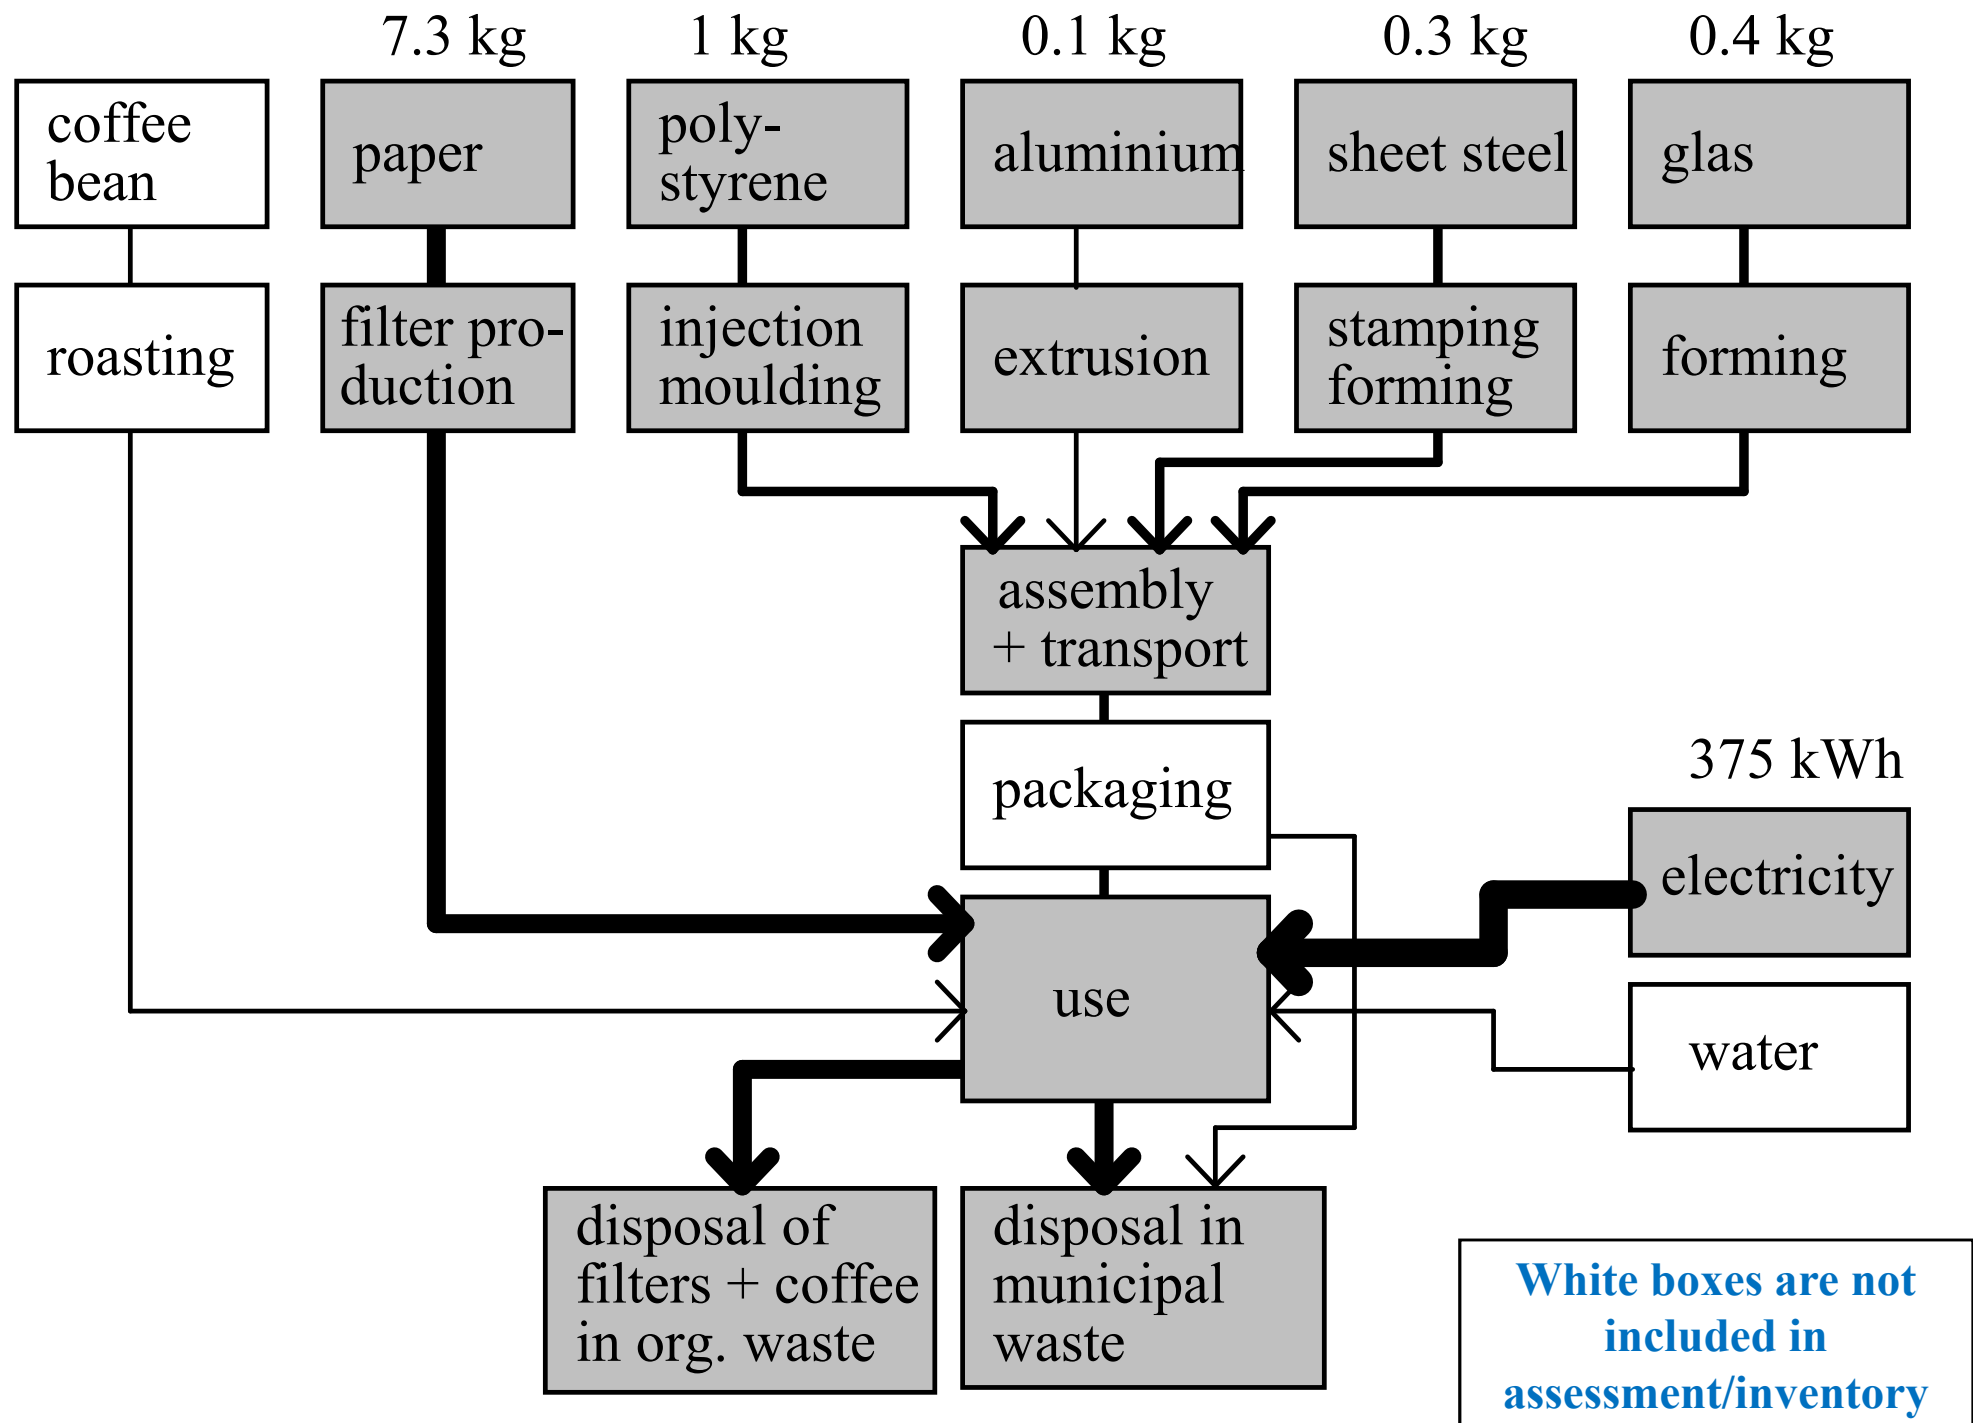 7.3 kg
1 kg
0.1 kg
0.3 kg
0.4 kg
coffee
bean
paper
poly-
styrene
aluminium
sheet steel
glas
roasting
filter pro-
duction
injection
moulding
extrusion
stamping
forming
forming
assembly
+ transport
packaging
375 kWh
electricity
use
water
disposal of
filters + coffee
in org. waste
disposal in
municipal
waste
White boxes are not
included in
assessment/inventory